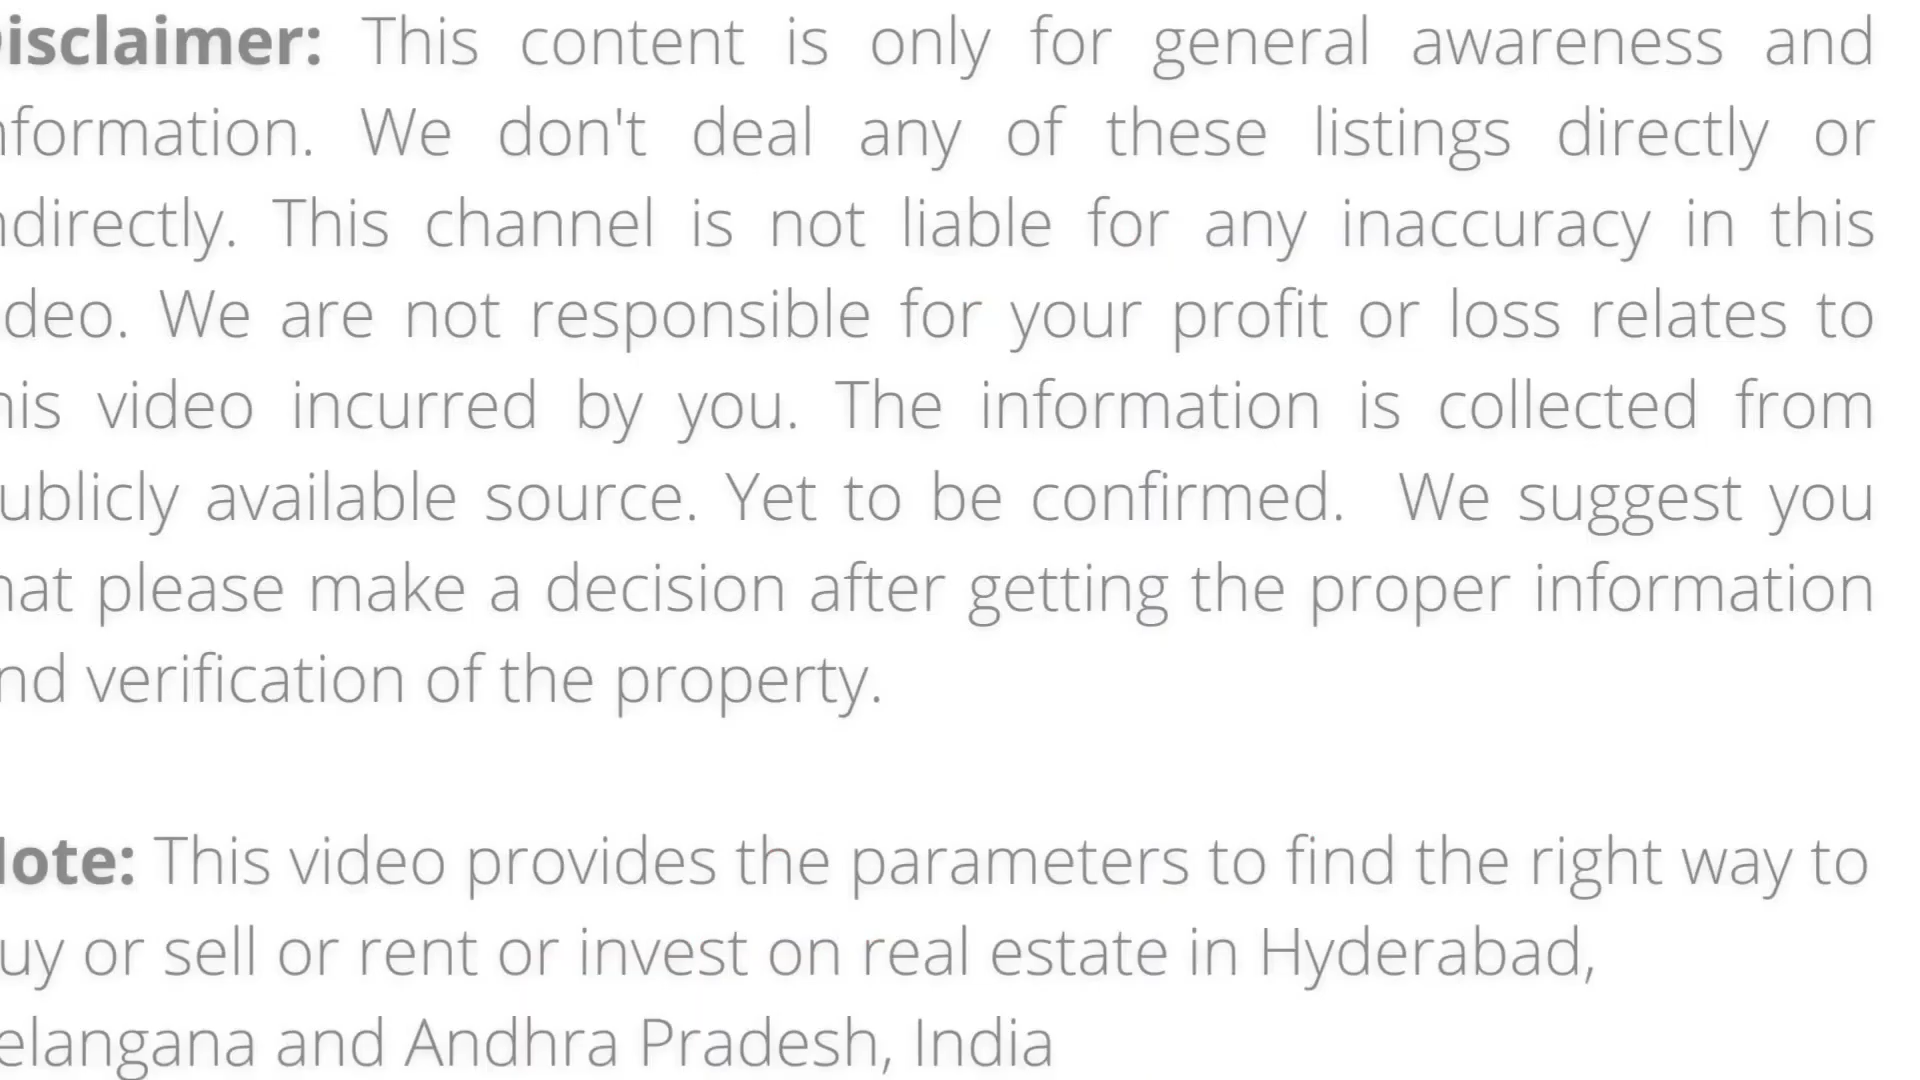 isclaimer: This content is only for general awareness and
nformation. We don't deal any of these listings directly or
ndirectly. This channel is not liable for any inaccuracy in this
deo. We are not responsible for your profit or loss relates to
his video incurred by you. The information is collected from
ublicly available source. Yet to be confirmed. We suggest you
hat please make a decision after getting the proper information
nd verification of the property.
ote: This video provides the parameters to find the right way to
uy or sell or rent or invest on real estate in Hyderabad,
elangana and Andhra Pradesh, India